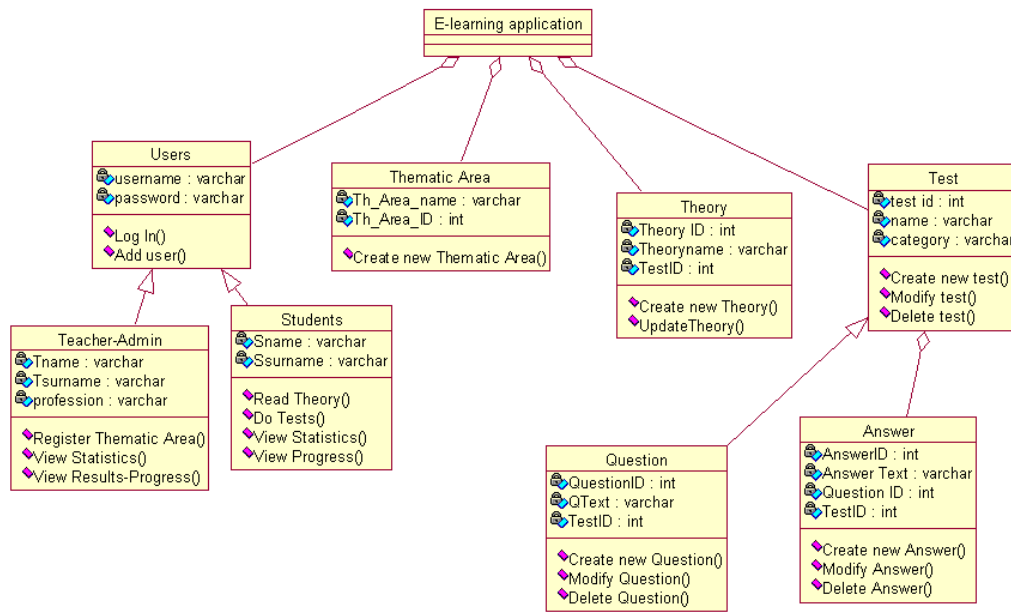 E-learning application
Users
username : varchar
password : varchar
Log In()
Add user()
Thematic Area
Th_Area_name : varchar
Th_Area_ID : int
Create new Thematic Area()
Theory
Theory ID : int
Theoryname : varchar
TestID : int
Create new Theory()
UpdateTheory()
Test
test id : int
name : varchar
category : varchar
Create new test()
Modify test()
Delete test()
Teacher-Admin
Tname : varchar
Tsurname : varchar
profession : varchar
Register Thematic Area()
View Statistics()
View Results-Progress()
Students
Sname : varchar
Ssurname : varchar
Read Theory()
Do Tests()
View Statistics()
View Progress()
Question
QuestionID : int
QText : varchar
TestID : int
Create new Question()
Modify Question()
Delete Question()
Answer
AnswerID : int
Answer Text : varchar
Question ID : int
TestID : int
Create new Answer()
Modify Answer()
Delete Answer()